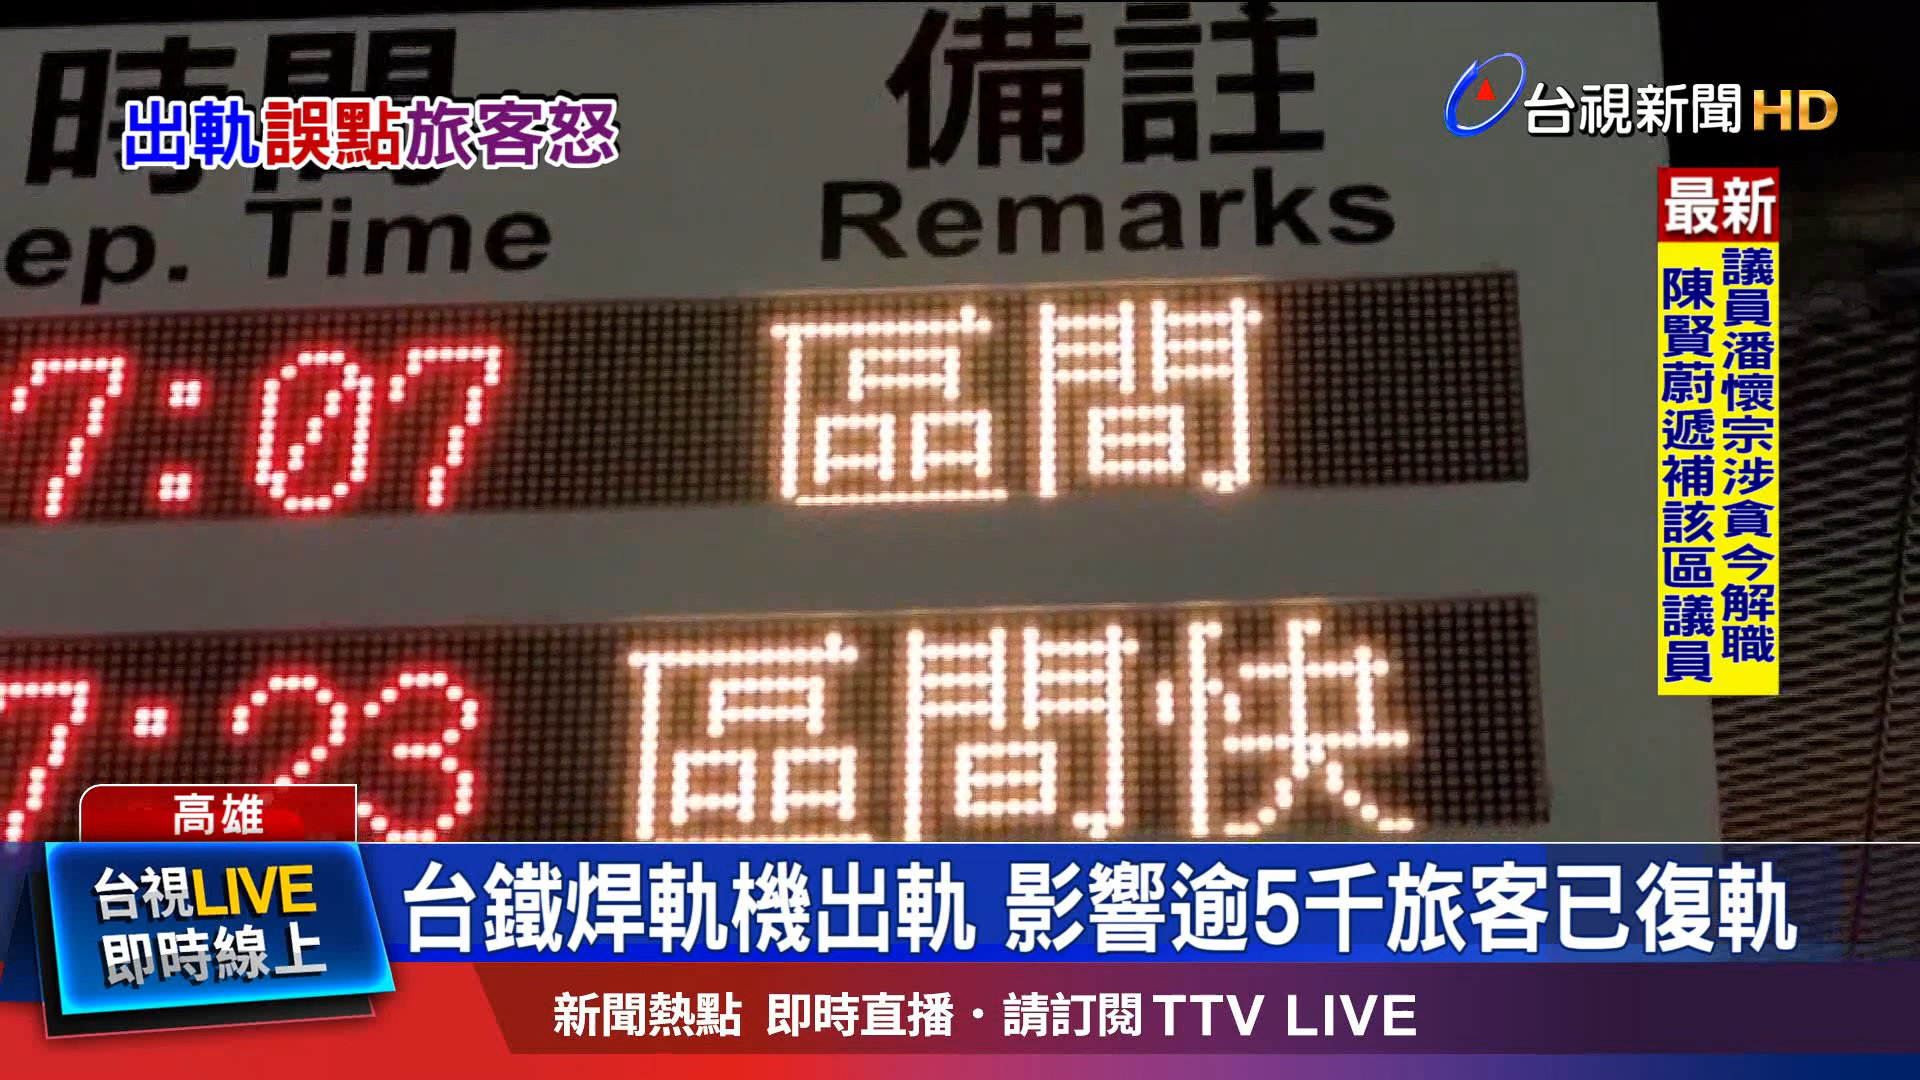 時間
備註
出軌誤點旅客怒
台視新聞HD
ep. Time
Remarks
最新
議員潘懷宗涉貪今解職
陳賢蔚遞補該區議員
7:07 區間
7:23 區間快
高雄
台視LIVE
即時線上
台鐵焊軌機出軌 影響逾5千旅客已復軌
新聞熱點 即時直播·請訂閱TTV LIVE